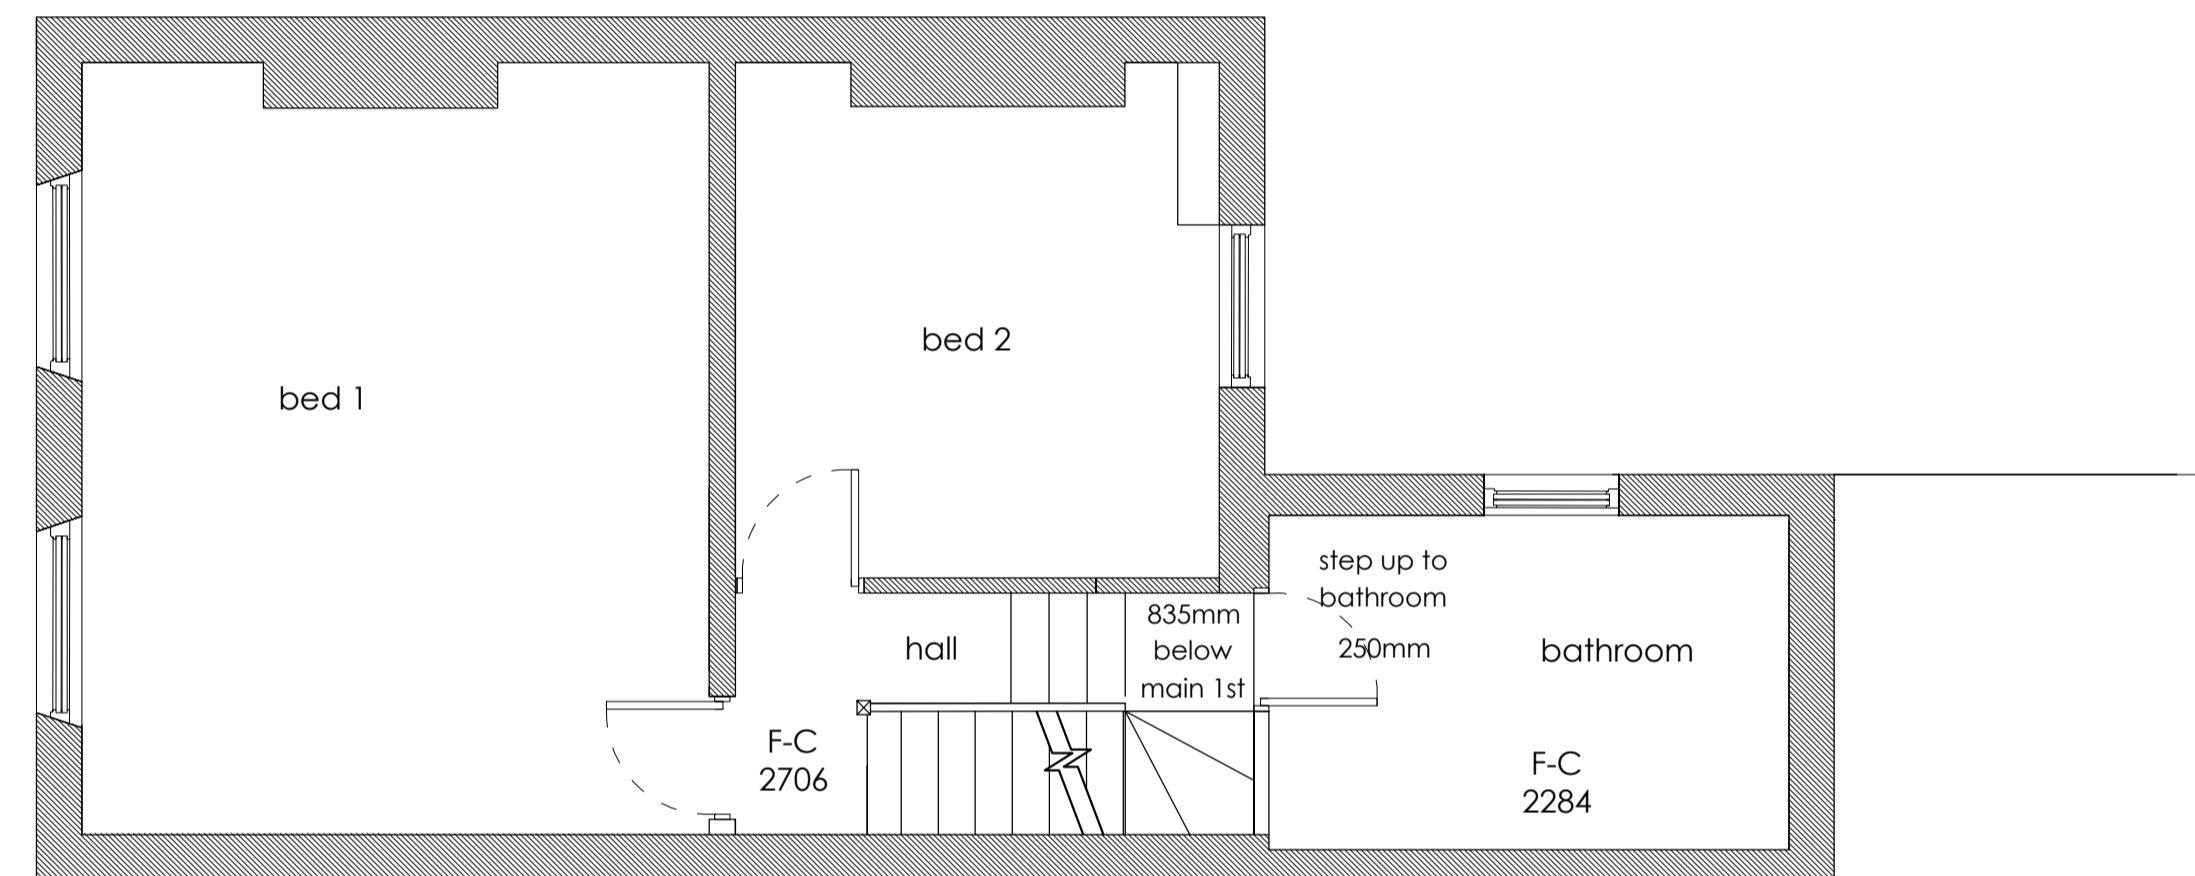 bed 1
bed 2
hall
835mm
below
main 1st
step up to
bathroom
250mm
bathroom
F-C
2706
F-C
2284